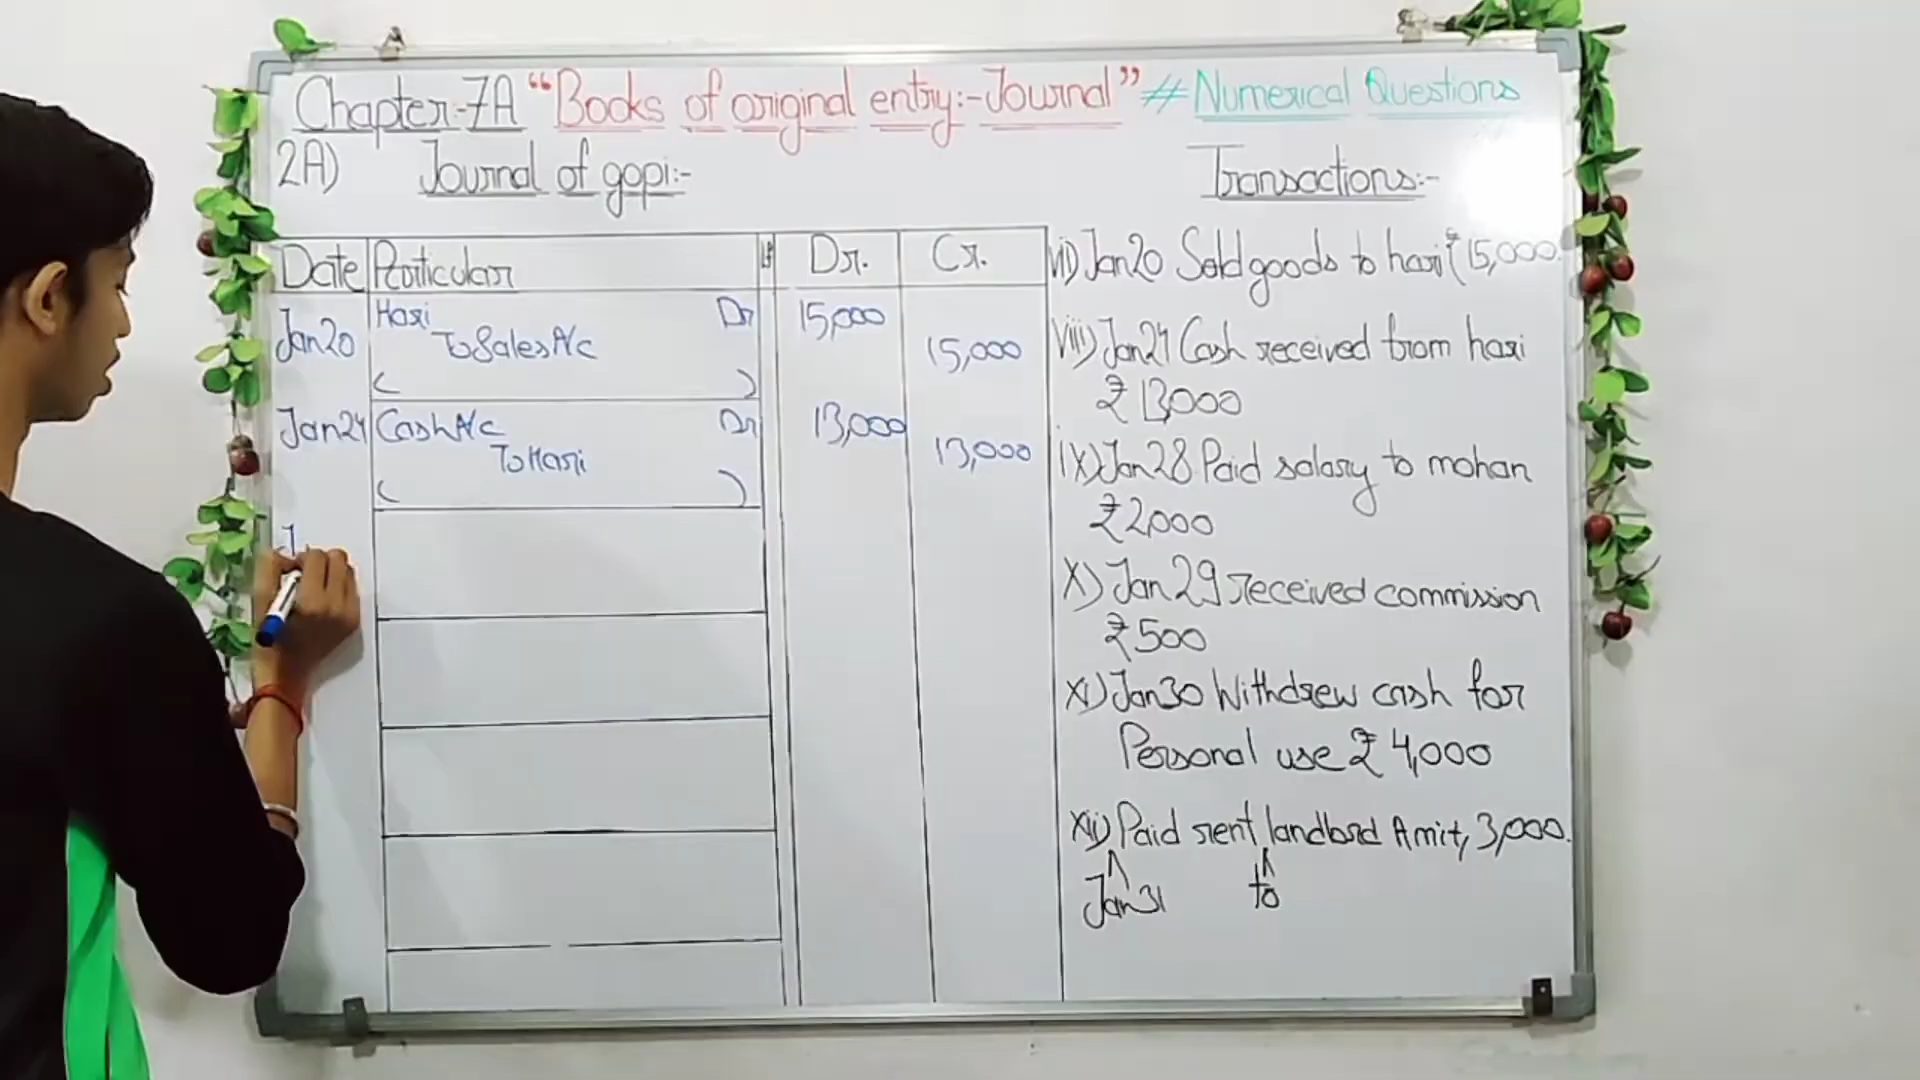 Chapter-7A “Books of original entry:-Journal” # Numerical Questions
2A) Journal of gopi:-
Transactions:-
Date Particular LF Dr. Cr.
Jan20 Hari Dr 15,000
To Sales A/c 15,000
( )
Jan24 Cash A/c Dr 13,000
To Hari 13,000
( )
J
vii) Jan20 Sold goods to hari ₹15,000.
viii) Jan24 Cash received from hari
₹13,000
ix) Jan28 Paid salary to mohan
₹2,000
x) Jan29 received commission
₹500
xi) Jan30 Withdrew cash for
Personal use ₹4,000
xii) Paid rent landlord Amit, 3,000.
^ ^
Jan31 to